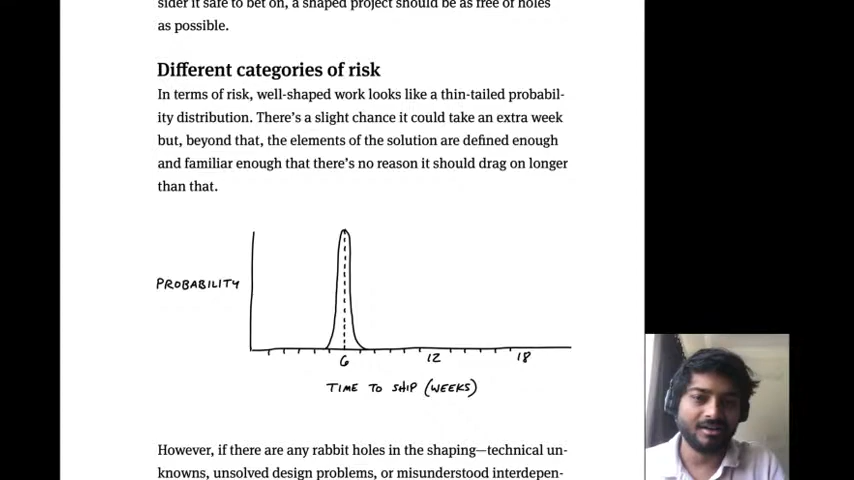 sider it safe to bet on, a shaped project should be as free of holes
as possible.
Different categories of risk
In terms of risk, well-shaped work looks like a thin-tailed probabil-
ity distribution. There's a slight chance it could take an extra week
but, beyond that, the elements of the solution are defined enough
and familiar enough that there's no reason it should drag on longer
than that.
PROBABILITY
6 12 18
TIME TO SHIP (WEEKS)
However, if there are any rabbit holes in the shaping—technical un-
knowns, unsolved design problems, or misunderstood interdepen-